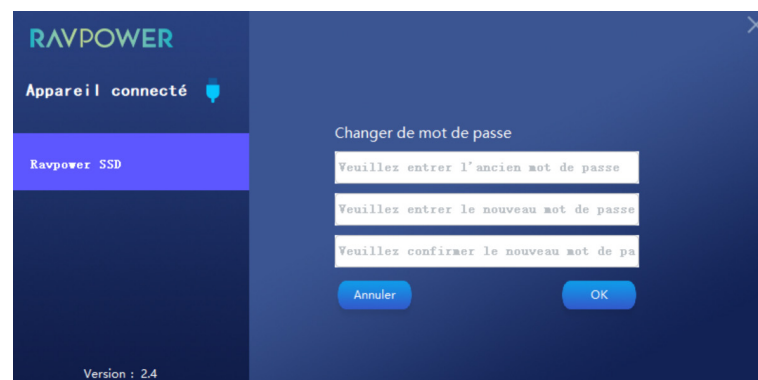 RAVPOWER
Appareil connecté
Ravpower SSD
Version : 2.4
Changer de mot de passe
Veuillez entrer l'ancien mot de passe
Veuillez entrer le nouveau mot de passe
Veuillez confirmer le nouveau mot de pa
Annuler
OK